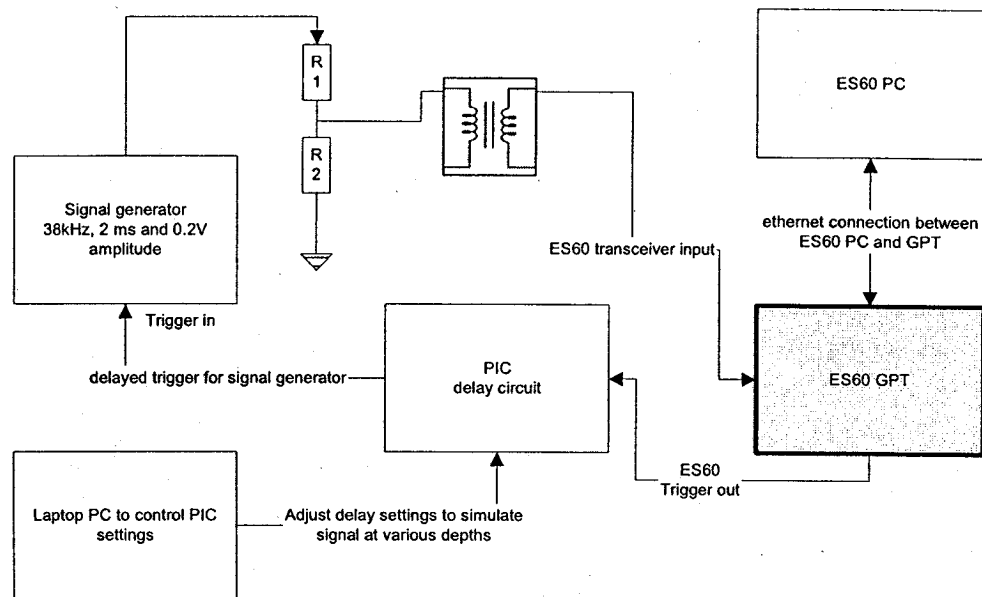 R
1
R
2
ES60 PC
Signal generator
38kHz, 2 ms and 0.2V
amplitude
ethernet connection between
ES60 PC and GPT
ES60 transceiver input
Trigger in
PIC
delay circuit
ES60 GPT
delayed trigger for signal generator
ES60
Trigger out
Laptop PC to control PIC
settings
Adjust delay settings to simulate
signal at various depths